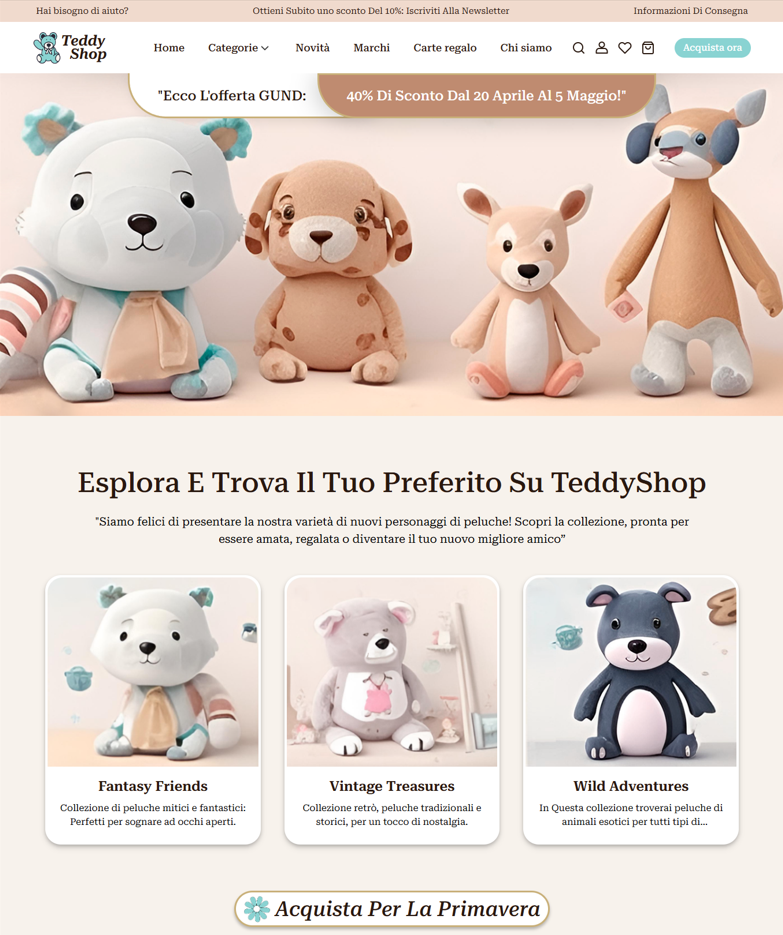 Hai bisogno di aiuto?
Ottieni Subito uno sconto Del 10%: Iscriviti Alla Newsletter
Informazioni Di Consegna
Teddy
Shop
Home
Categorie
Novità
Marchi
Carte regalo
Chi siamo
Acquista ora
"Ecco L'offerta GUND:
40% Di Sconto Dal 20 Aprile Al 5 Maggio!"
Esplora E Trova Il Tuo Preferito Su TeddyShop
"Siamo felici di presentare la nostra varietà di nuovi personaggi di peluche! Scopri la collezione, pronta per
essere amata, regalata o diventare il tuo nuovo migliore amico”
Fantasy Friends
Collezione di peluche mitici e fantastici:
Perfetti per sognare ad occhi aperti.
Vintage Treasures
Collezione retrò, peluche tradizionali e
storici, per un tocco di nostalgia.
Wild Adventures
In Questa collezione troverai peluche di
animali esotici per tutti tipi di...
Acquista Per La Primavera